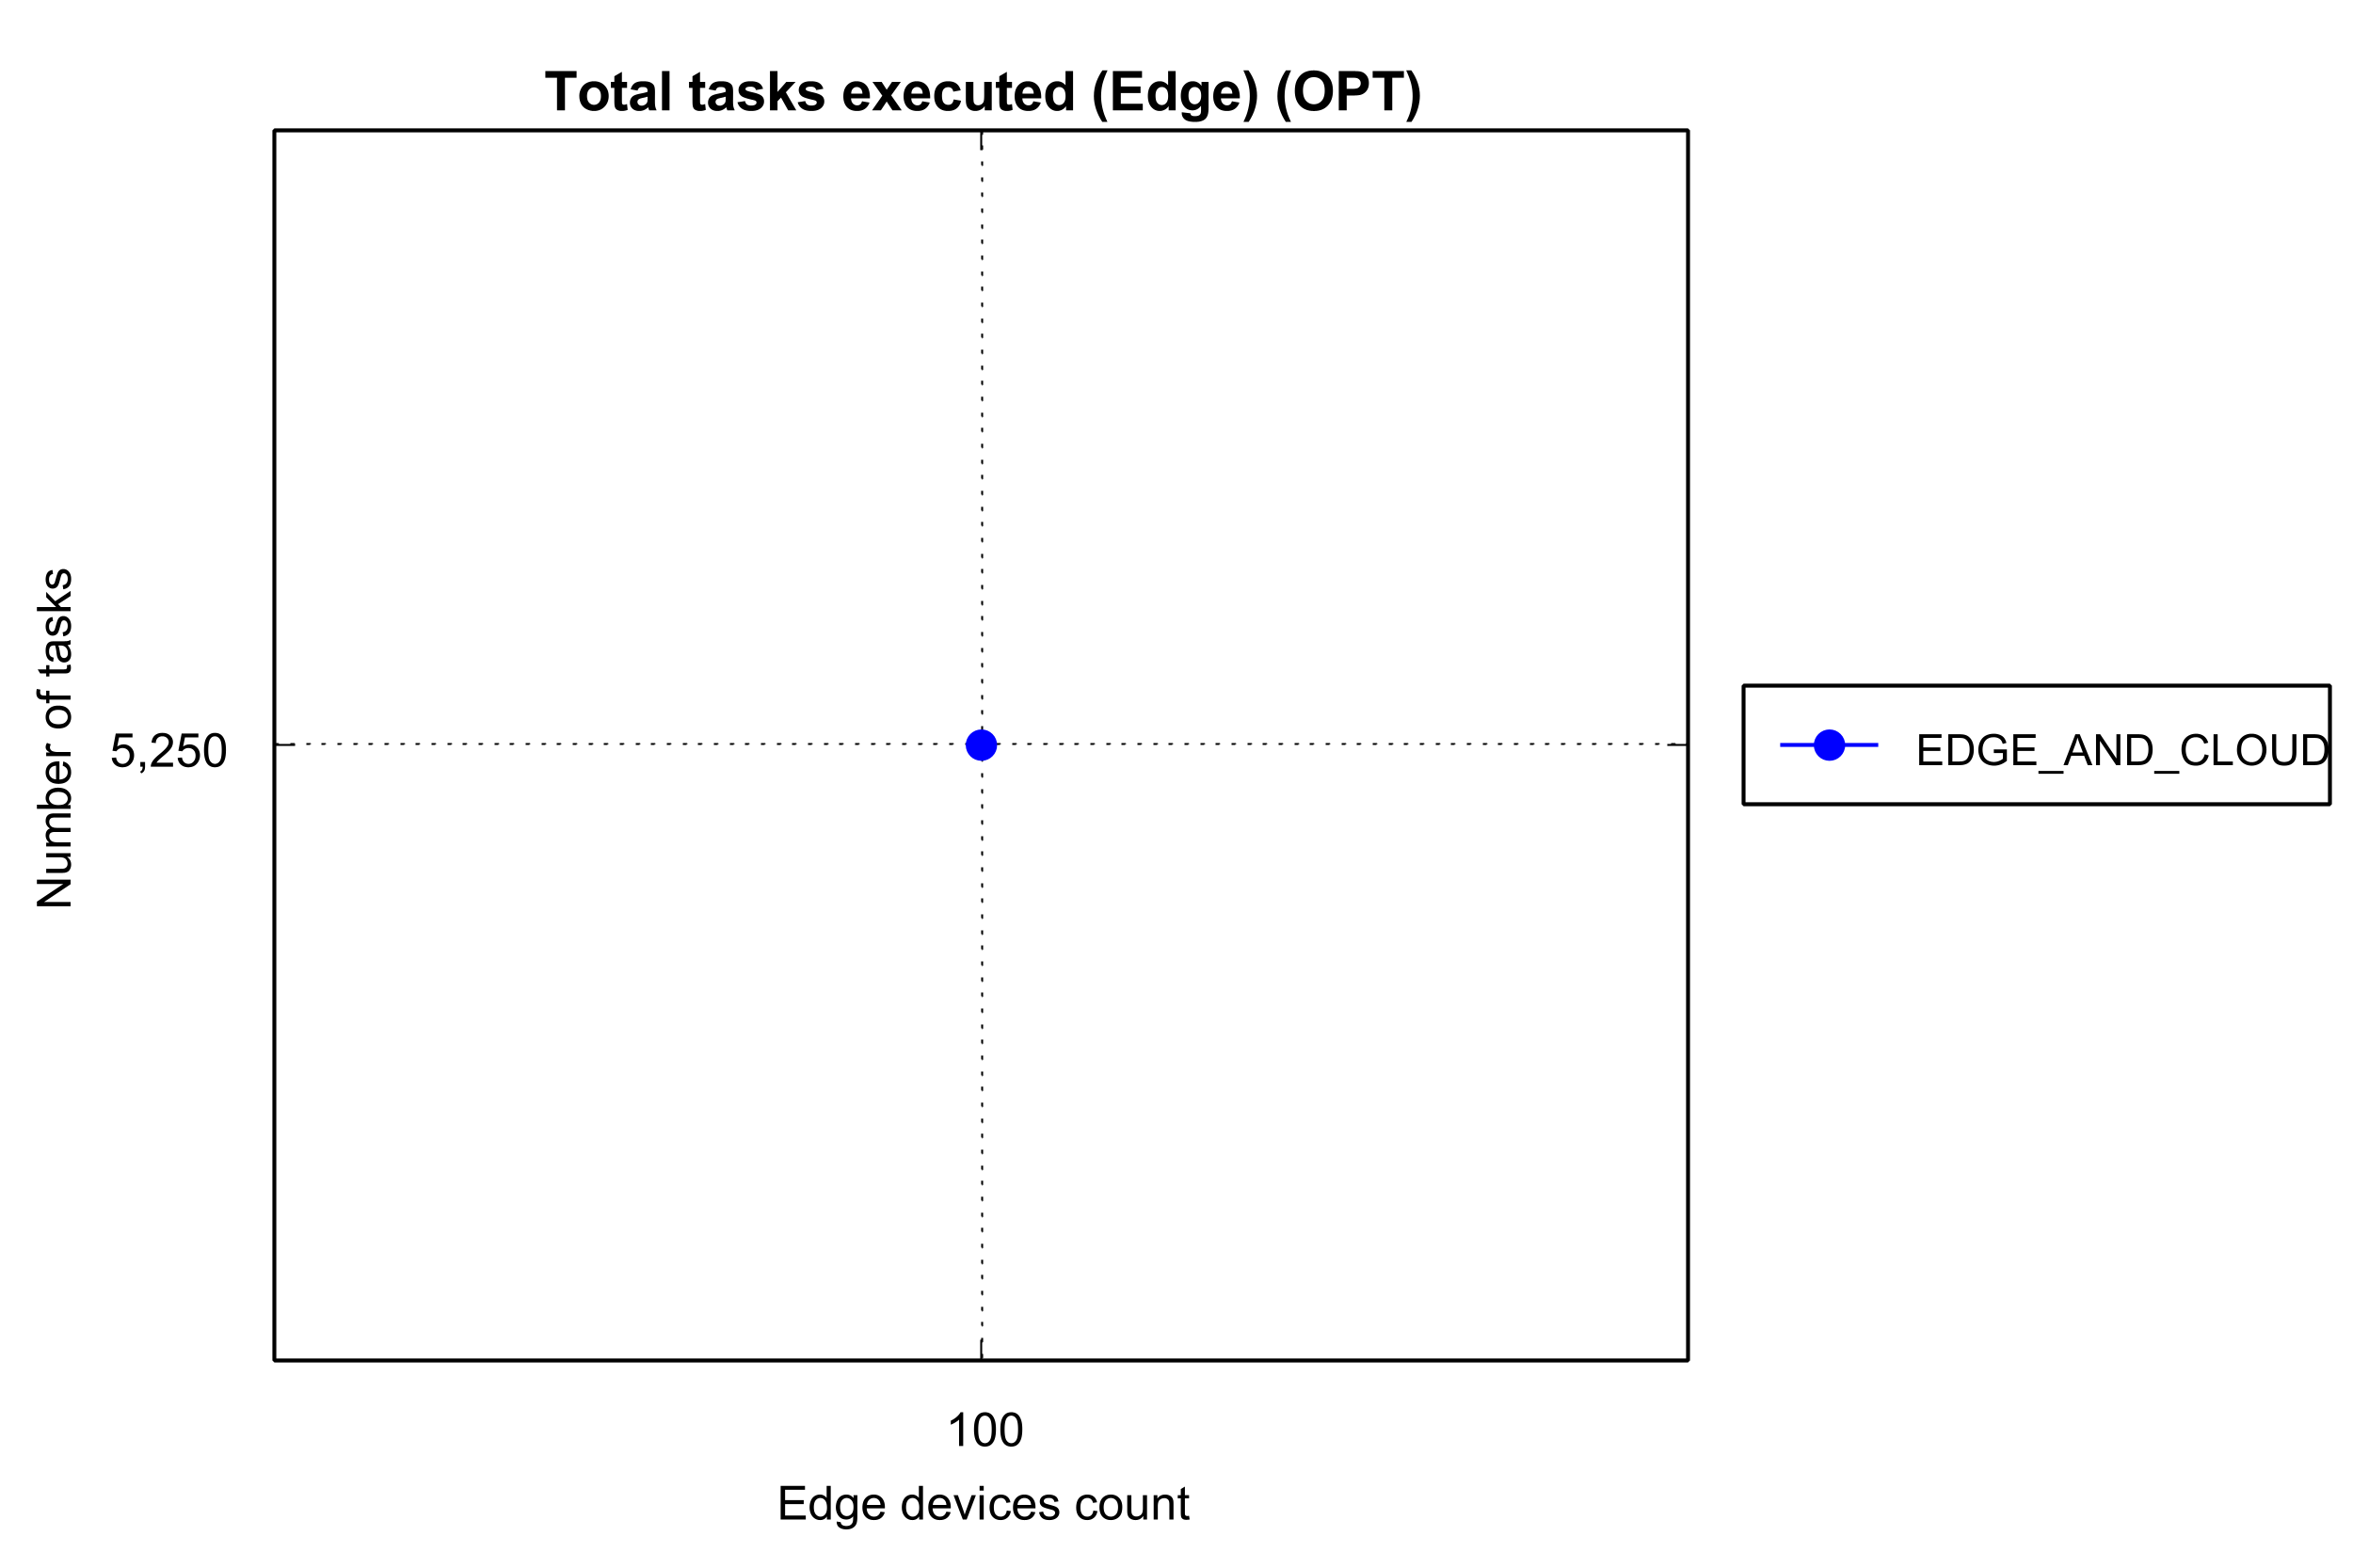 Total tasks executed (Edge) (OPT)
Number of tasks
5,250
EDGE_AND_CLOUD
100
Edge devices count